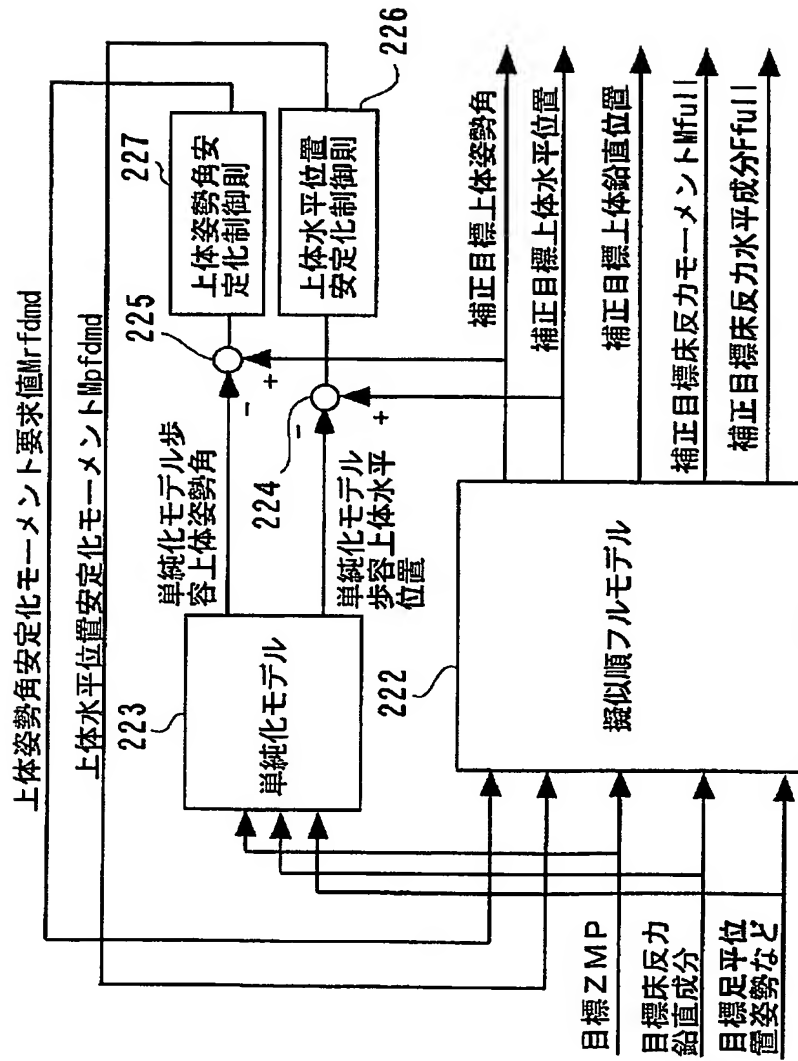 上体姿勢角安定化モーメント要求値Mrfdmd
上体水平位置安定化モーメントMpfdmd
227
上体姿勢角安
定化制御則
225
226
上体水平位置
安定化制御則
単純化モデル歩
容上体姿勢角
-
+
224
-
+
単純化モデル
歩容上体水平
位置
223
単純化モデル
222
擬似順フルモデル
目標ZMP
目標床反力
鉛直成分
目標足平位
置姿勢など
補正目標上体姿勢角
補正目標上体水平位置
補正目標上体鉛直位置
補正目標床反力モーメントMfull
補正目標床反力水平成分Ffull